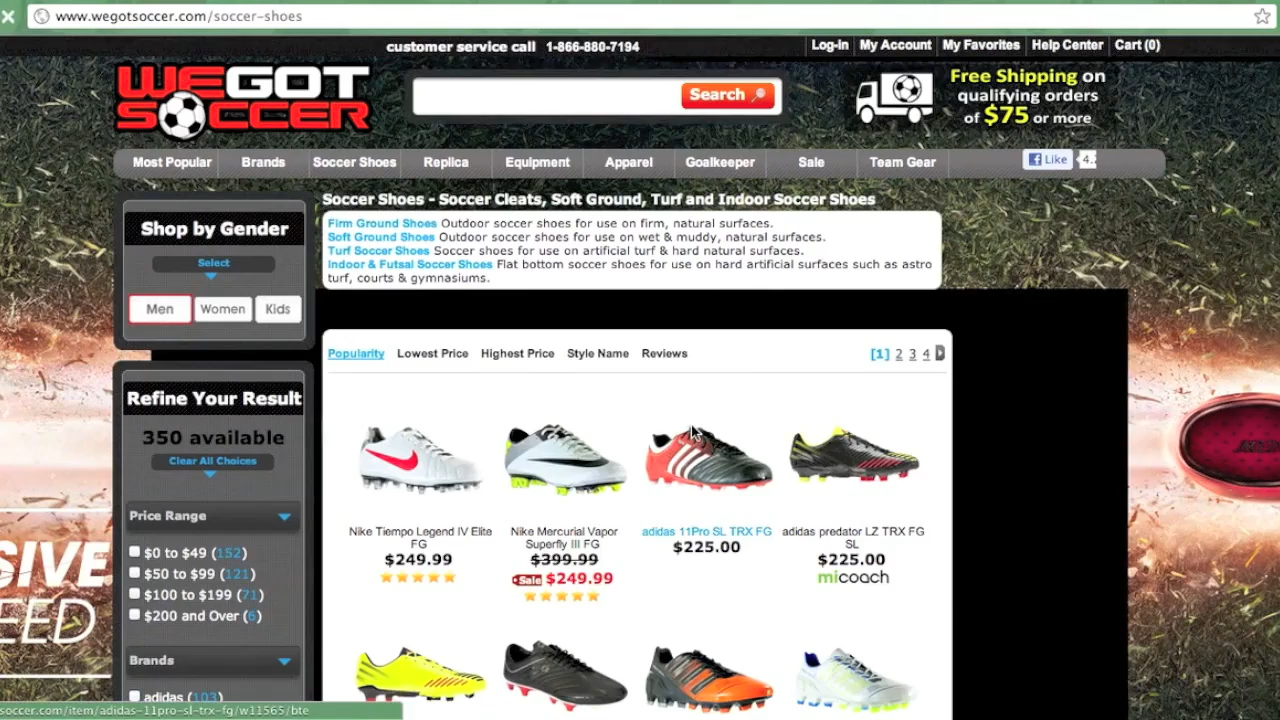 www.wegotsoccer.com/soccer-shoes
customer service call 1-866-880-7194
Log-In My Account My Favorites Help Center Cart (0)
WEGOT SOCCER
Search
Free Shipping on
qualifying orders
of $75 or more
Most Popular Brands Soccer Shoes Replica Equipment Apparel Goalkeeper Sale Team Gear
Like
Soccer Shoes - Soccer Cleats, Soft Ground, Turf and Indoor Soccer Shoes
Firm Ground Shoes Outdoor soccer shoes for use on firm, natural surfaces.
Soft Ground Shoes Outdoor soccer shoes for use on wet & muddy, natural surfaces.
Turf Soccer Shoes Soccer shoes for use on artificial turf & hard natural surfaces.
Indoor & Futsal Soccer Shoes Flat bottom soccer shoes for use on hard artificial surfaces such as astro
turf, courts & gymnasiums.
Shop by Gender
Select
Men Women Kids
Popularity Lowest Price Highest Price Style Name Reviews [1] 2 3 4
Refine Your Result
350 available
Clear All Choices
Price Range
$0 to $49 (152)
$50 to $99 (121)
$100 to $199 (71)
$200 and Over (6)
Brands
adidas (103)
Nike Tiempo Legend IV Elite
FG
$249.99
Nike Mercurial Vapor
Superfly III FG
$399.99
Sale $249.99
adidas 11Pro SL TRX FG
$225.00
adidas predator LZ TRX FG
SL
$225.00
micoach
SIVE
EED
soccer.com/item/adidas-11pro-sl-trx-fg/w11565/bte